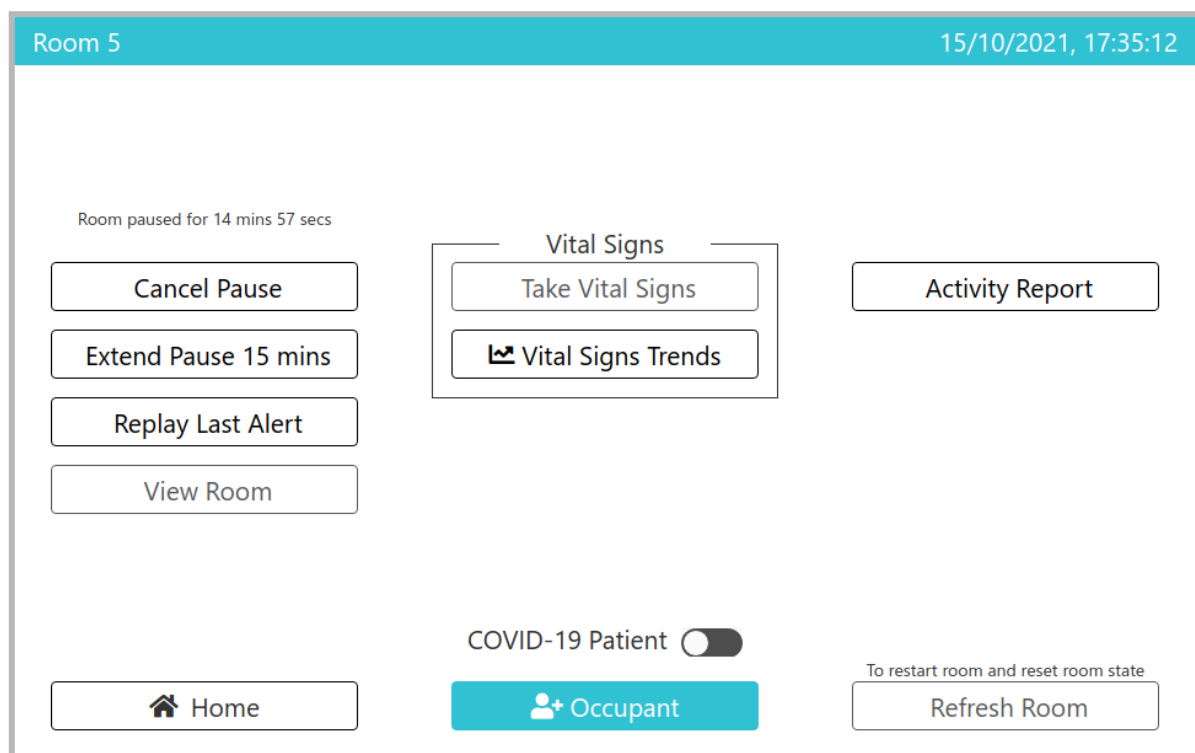 Room 5
15/10/2021, 17:35:12
Room paused for 14 mins 57 secs
Cancel Pause
Extend Pause 15 mins
Replay Last Alert
View Room
Vital Signs
Take Vital Signs
Vital Signs Trends
Activity Report
COVID-19 Patient
Home
Occupant
To restart room and reset room state
Refresh Room